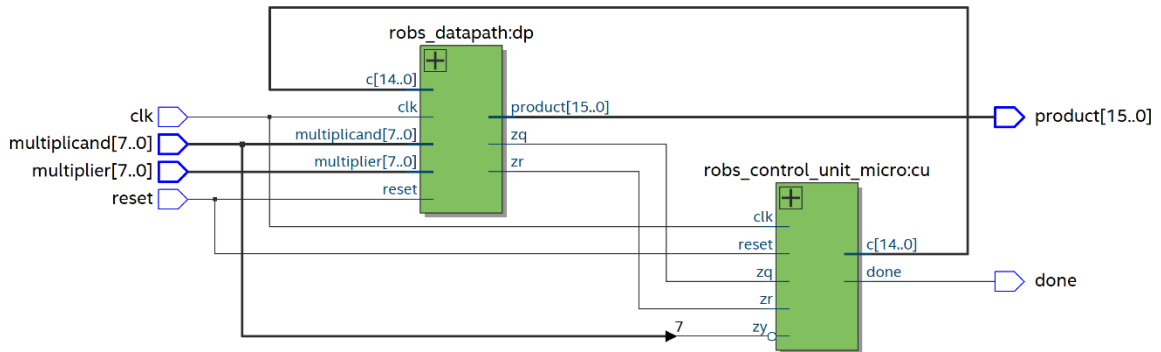 robs_datapath:dp
c[14..0]
clk
multiplicand[7..0]
multiplier[7..0]
reset
clk
multiplicand[7..0]
multiplier[7..0]
reset
product[15..0]
zq
zr
product[15..0]
robs_control_unit_micro:cu
clk
reset
zq
zr
zy
7
c[14..0]
done
done